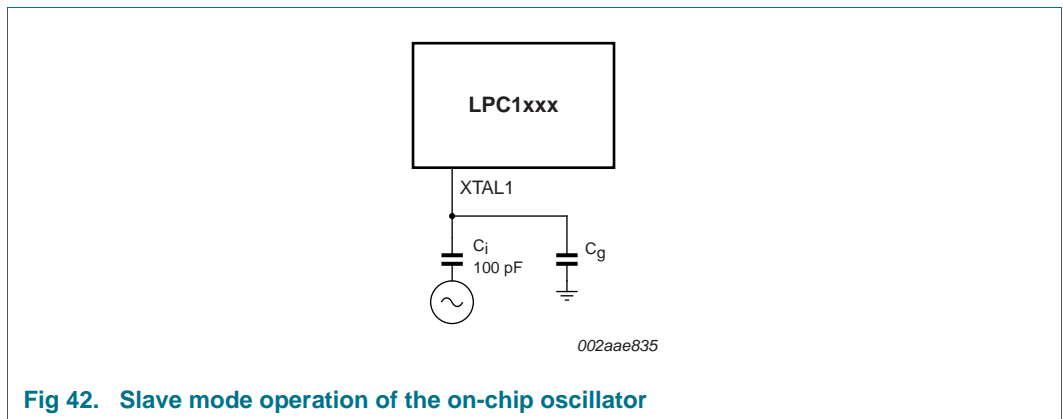 LPC1xxx
XTAL1
Ci
100 pF
Cg
002aae835
Fig 42. Slave mode operation of the on-chip oscillator